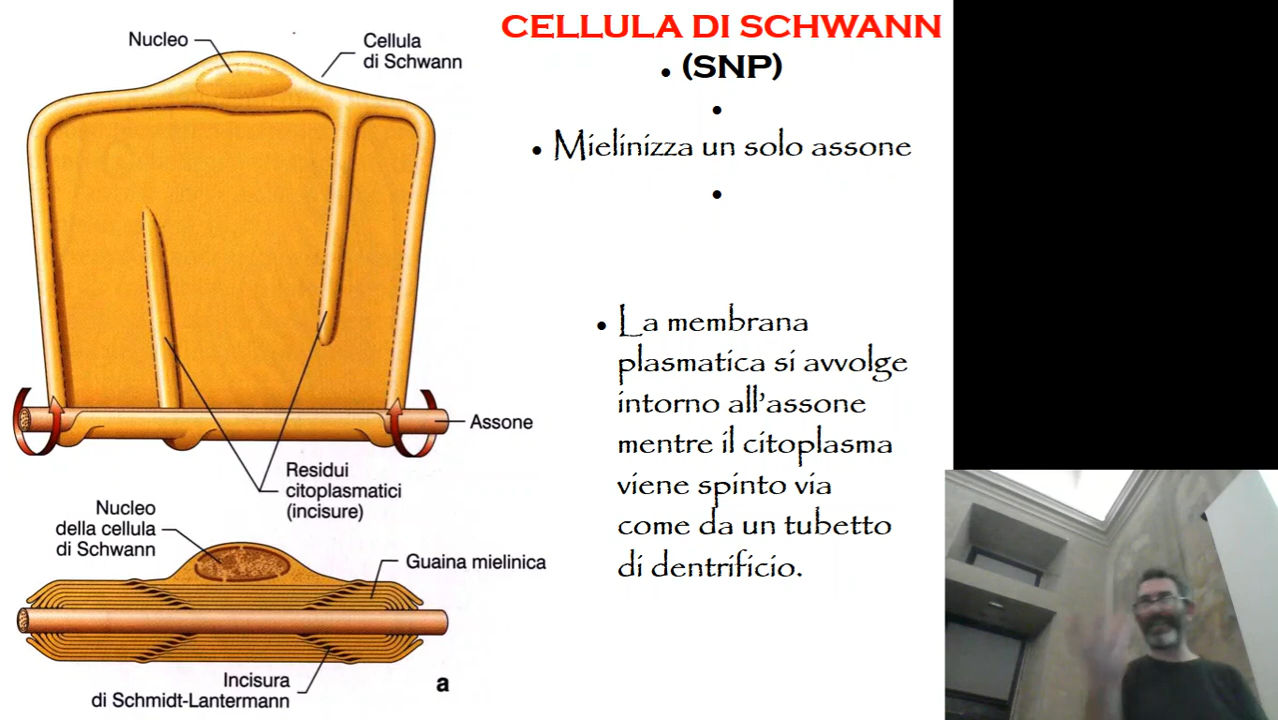 Nucleo
Cellula
di Schwann
Assone
Residui
citoplasmatici
(incisure)
Nucleo
della cellula
di Schwann
Guaina mielinica
Incisura
di Schmidt-Lantermann
a
CELLULA DI SCHWANN
• (SNP)
•
• Mielinizza un solo assone
•
• La membrana
plasmatica si avvolge
intorno all'assone
mentre il citoplasma
viene spinto via
come da un tubetto
di dentrificio.